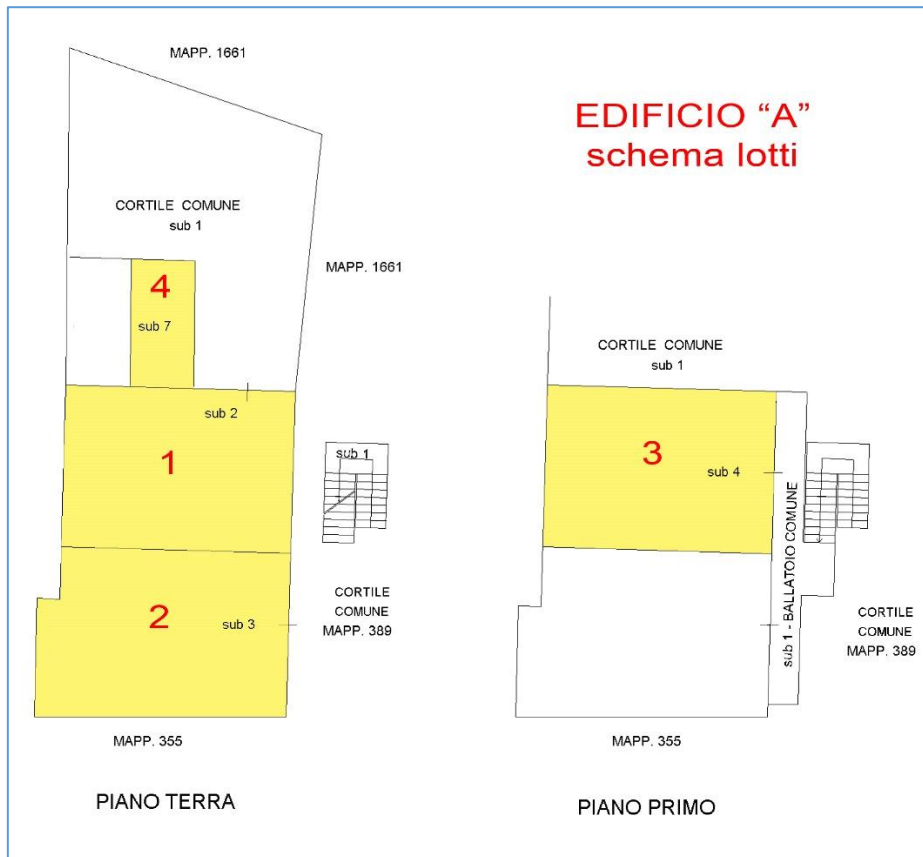 EDIFICIO “A”
schema lotti
MAPP. 1661
CORTILE COMUNE
sub 1
MAPP. 1661
4
sub 7
sub 2
1
sub 1
2
sub 3
CORTILE
COMUNE
MAPP. 389
MAPP. 355
PIANO TERRA
CORTILE COMUNE
sub 1
3
sub 4
sub 1 - BALLATOIO COMUNE
CORTILE
COMUNE
MAPP. 389
MAPP. 355
PIANO PRIMO